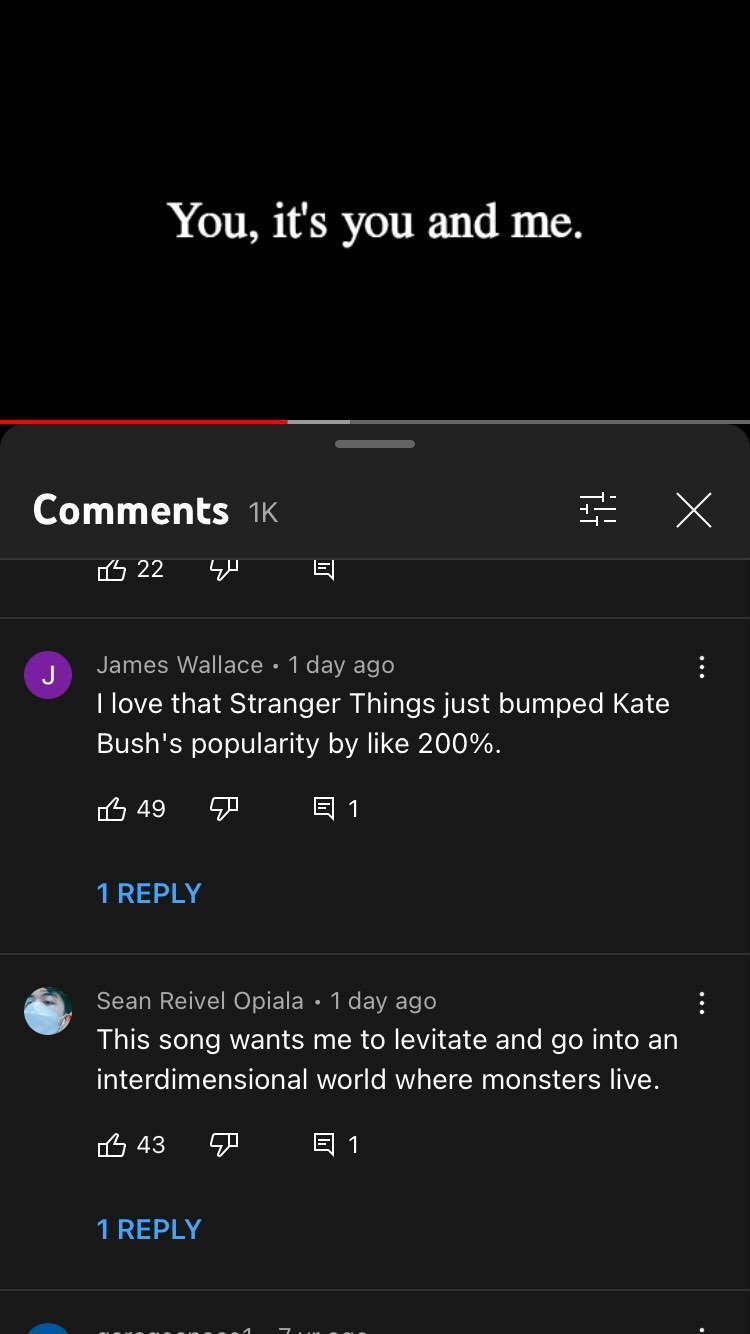 You, it's you and me.
Comments 1K
22
J
James Wallace • 1 day ago
I love that Stranger Things just bumped Kate
Bush's popularity by like 200%.
49 1
1 REPLY
Sean Reivel Opiala • 1 day ago
This song wants me to levitate and go into an
interdimensional world where monsters live.
43 1
1 REPLY